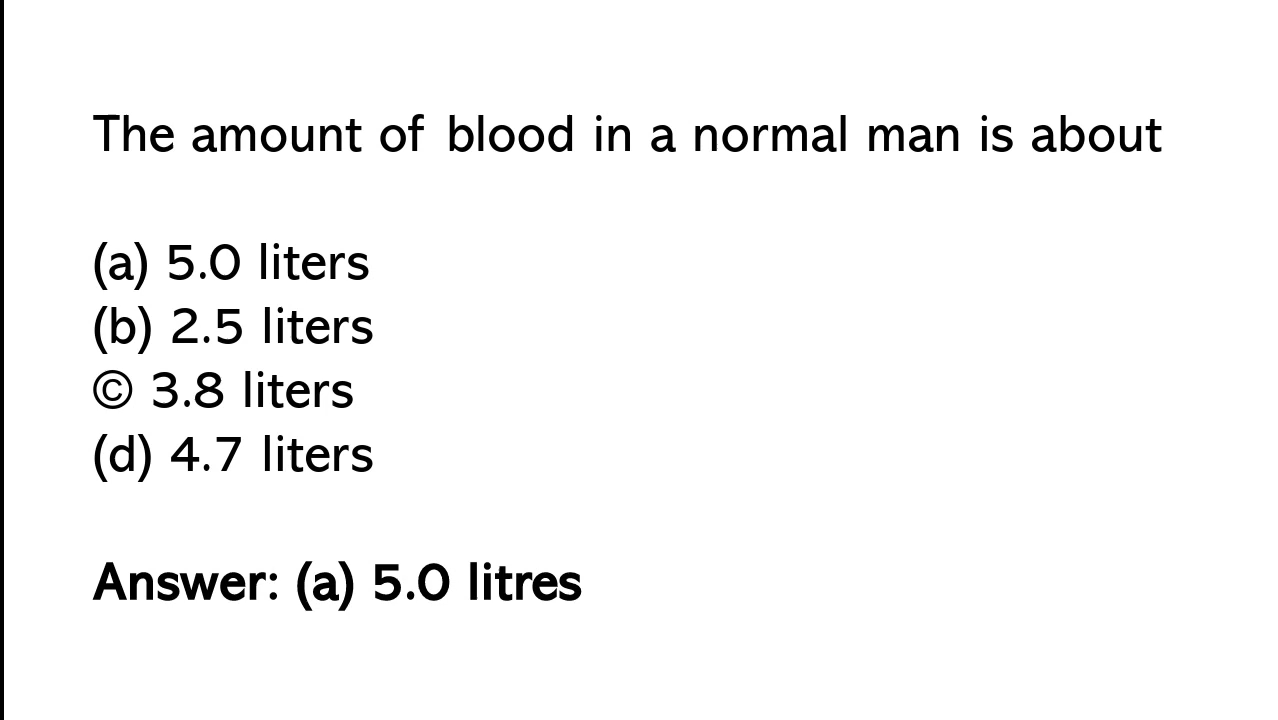 The amount of blood in a normal man is about
(a) 5.0 liters
(b) 2.5 liters
© 3.8 liters
(d) 4.7 liters
Answer: (a) 5.0 litres